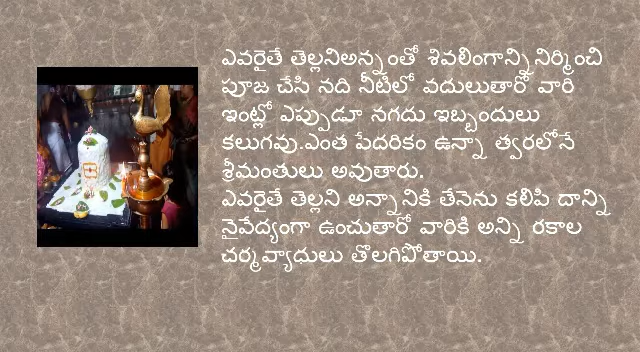 ఎవరైతే తెల్లనిఅన్నంతో శివలింగాన్ని నిర్మించి
పూజ చేసి నది నీటిలో వదులుతారో వారి
ఇంట్లో ఎప్పుడూ నగదు ఇబ్బందులు
కలుగవు.ఎంత పేదరికం ఉన్నా త్వరలోనే
శ్రీమంతులు అవుతారు.
ఎవరైతే తెల్లని అన్నానికి తేనెను కలిపి దాన్ని
నైవేద్యంగా ఉంచుతారో వారికి అన్ని రకాల
చర్మవ్యాధులు తొలగిపోతాయి.